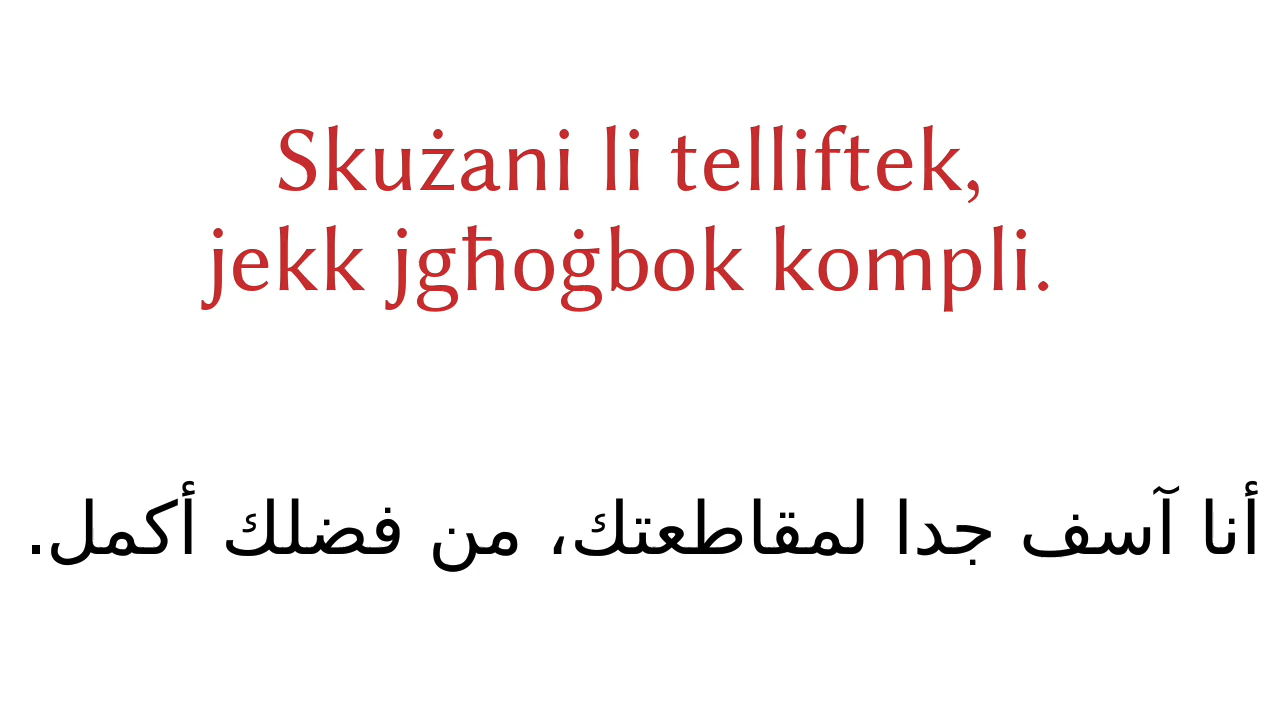 Skużani li telliftek,
jekk jgħoġbok kompli.
أنا آسف جدا لمقاطعتك، من فضلك أكمل.